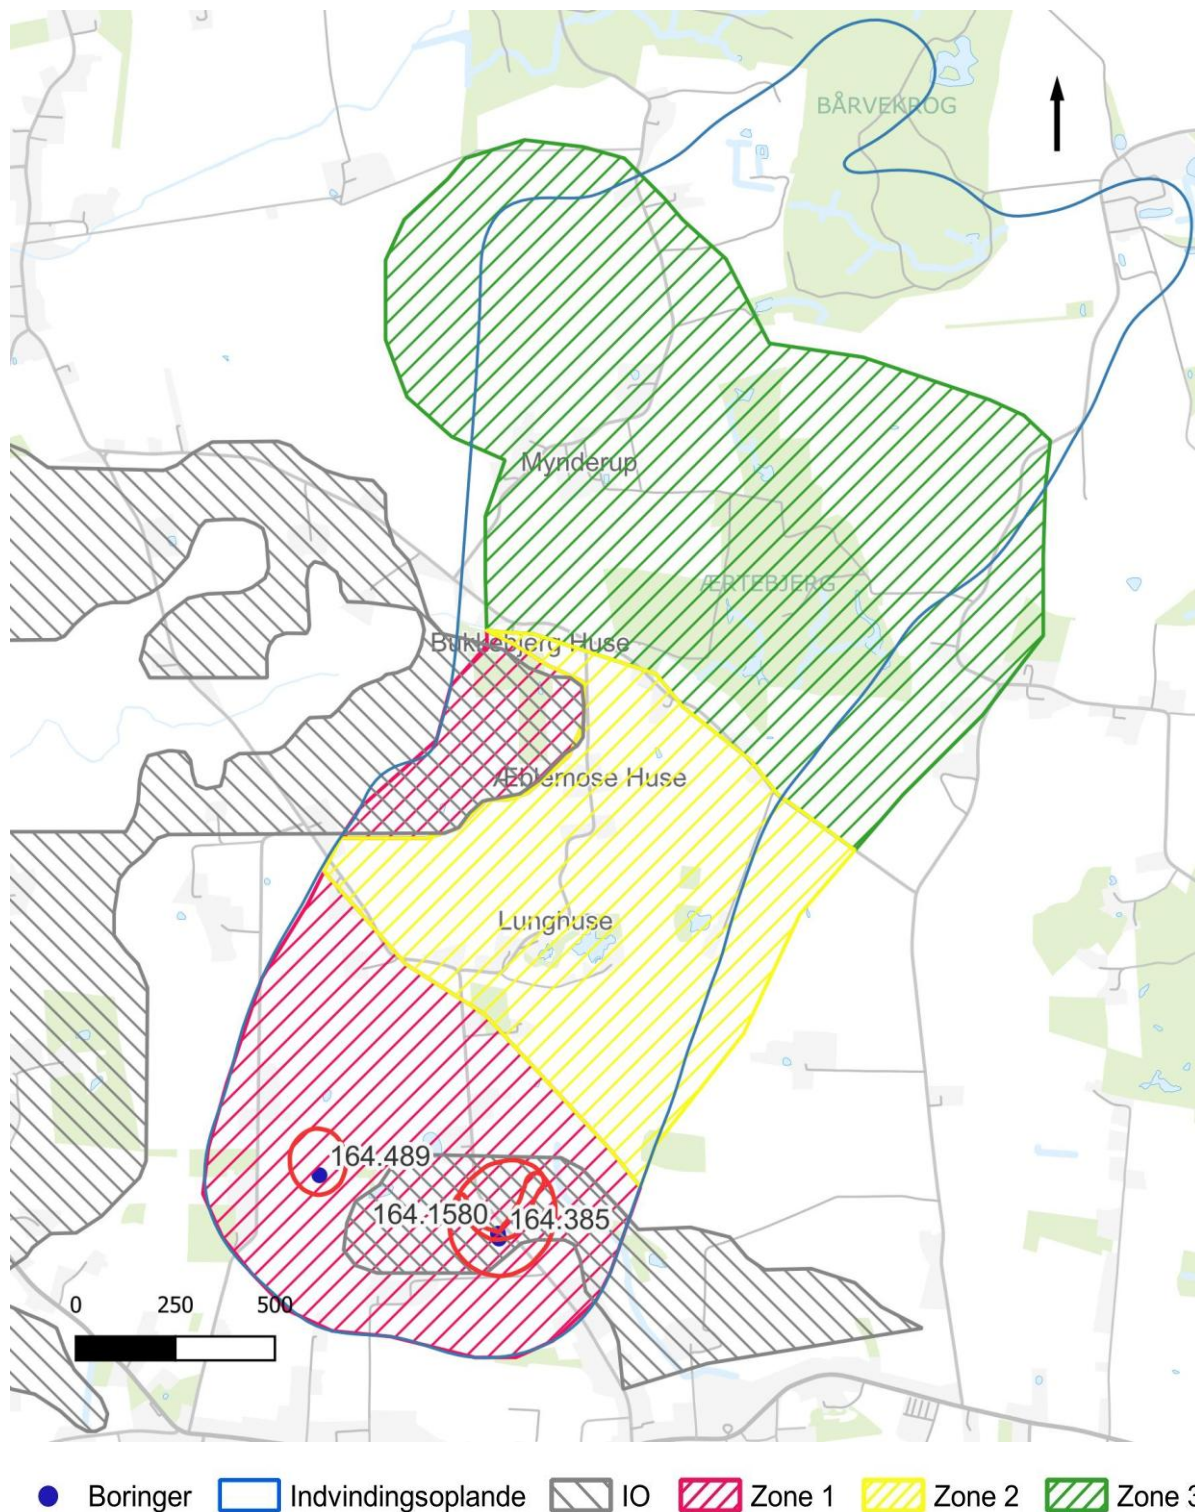 BÅRVEKROG
Mynderup
ÆRTEBJERG
Bukkebjerg Huse
Æblemose Huse
Lunghuse
164.489
164.1580
164.385
0 250 500
Boringer Indvindingsoplande IO Zone 1 Zone 2 Zone 3